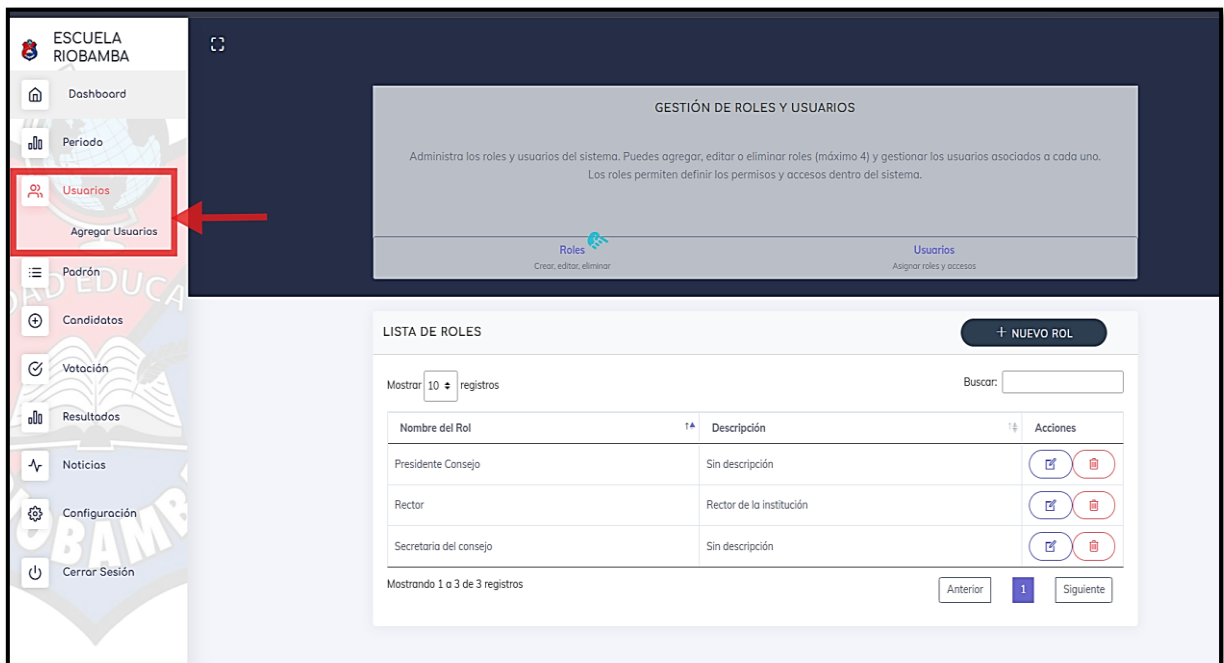 ESCUELA
RIOBAMBA
Dashboard
Periodo
Usuarios
Agregar Usuarios
Padrón
Candidatos
Votación
Resultados
Noticias
Configuración
Cerrar Sesión
GESTIÓN DE ROLES Y USUARIOS
Administra los roles y usuarios del sistema. Puedes agregar, editar o eliminar roles (máximo 4) y gestionar los usuarios asociados a cada uno.
Los roles permiten definir los permisos y accesos dentro del sistema.
Roles
Crear, editar, eliminar
Usuarios
Asignar roles y accesos
LISTA DE ROLES
+ NUEVO ROL
Mostrar 10 registros
Buscar:
Nombre del Rol Descripción Acciones
Presidente Consejo Sin descripción
Rector Rector de la institución
Secretaria del consejo Sin descripción
Mostrando 1 a 3 de 3 registros
Anterior 1 Siguiente